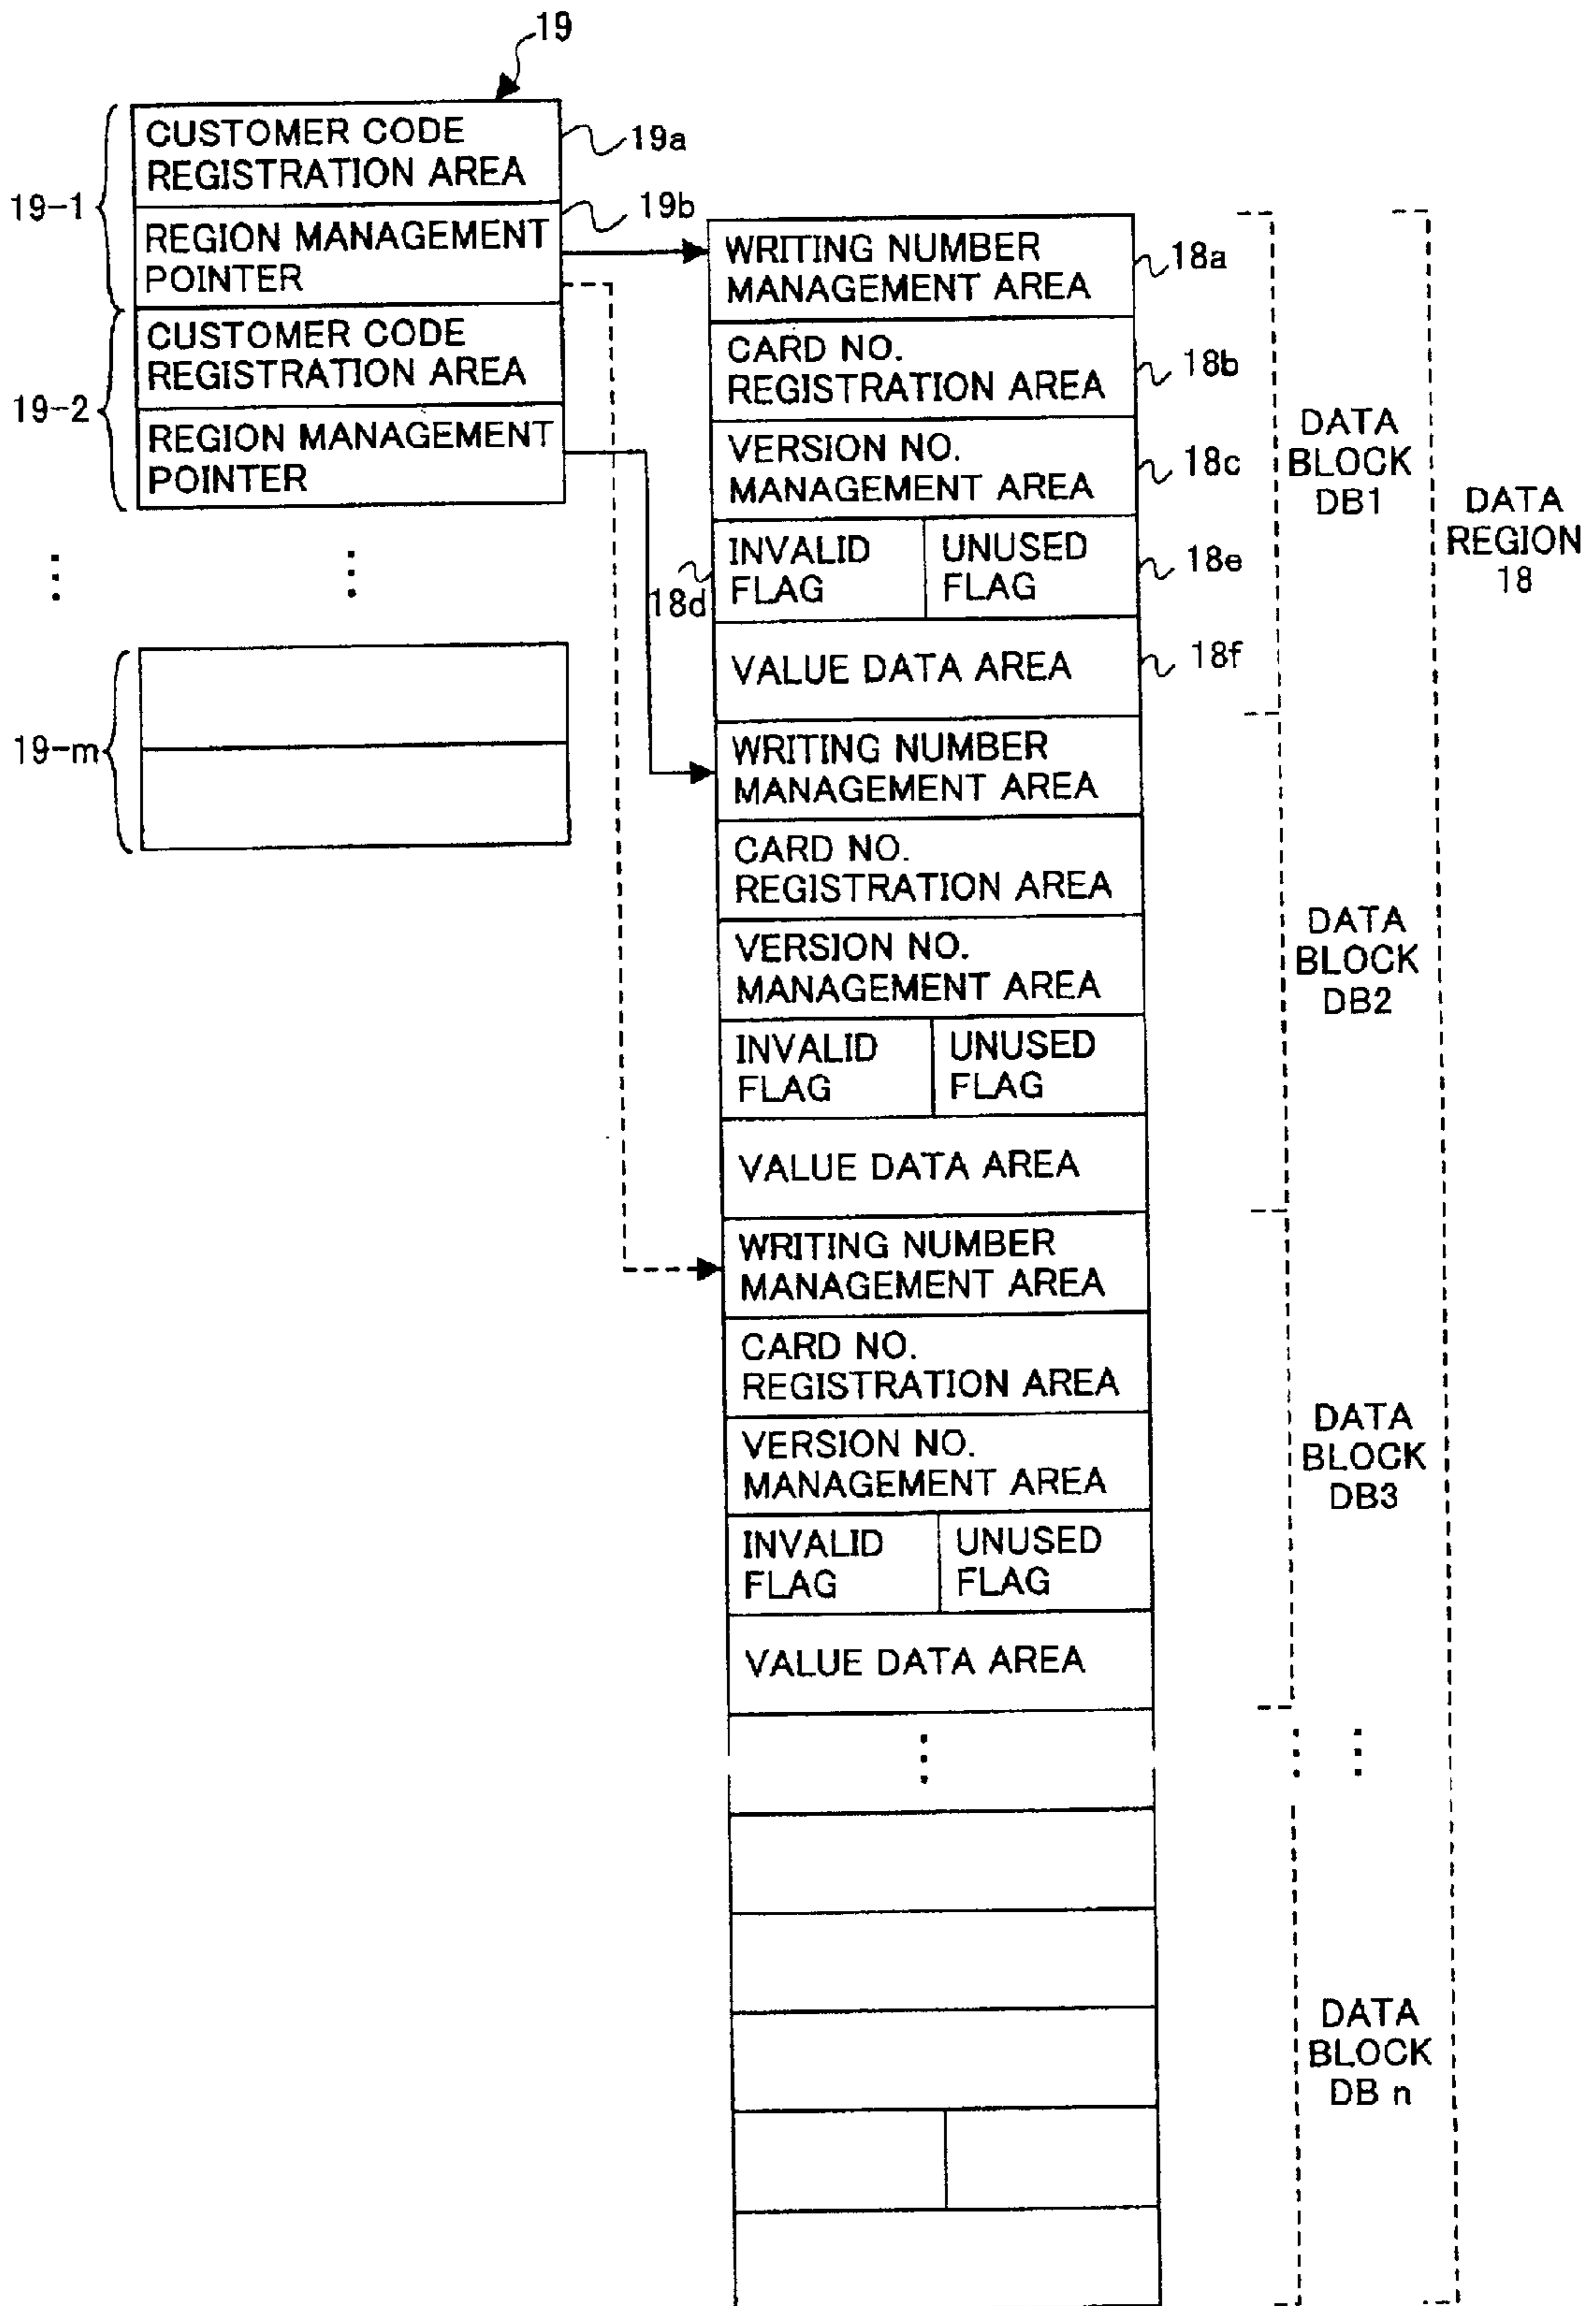 19
CUSTOMER CODE
REGISTRATION AREA
19a
19-1
REGION MANAGEMENT
POINTER
19b
CUSTOMER CODE
REGISTRATION AREA
19-2
REGION MANAGEMENT
POINTER
19-m
WRITING NUMBER
MANAGEMENT AREA
18a
CARD NO.
REGISTRATION AREA
18b
VERSION NO.
MANAGEMENT AREA
18c
INVALID
FLAG
18d
UNUSED
FLAG
18e
VALUE DATA AREA
18f
DATA
BLOCK
DB1
DATA
REGION
18
WRITING NUMBER
MANAGEMENT AREA
CARD NO.
REGISTRATION AREA
VERSION NO.
MANAGEMENT AREA
INVALID
FLAG
UNUSED
FLAG
VALUE DATA AREA
DATA
BLOCK
DB2
WRITING NUMBER
MANAGEMENT AREA
CARD NO.
REGISTRATION AREA
VERSION NO.
MANAGEMENT AREA
INVALID
FLAG
UNUSED
FLAG
VALUE DATA AREA
DATA
BLOCK
DB3
DATA
BLOCK
DB n